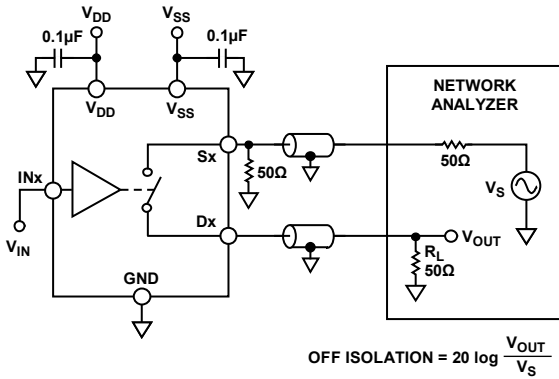 VDD
VSS
0.1µF
0.1µF
VDD
VSS
NETWORK
ANALYZER
INx
Sx
50Ω
50Ω
VS
VIN
Dx
VOUT
RL
50Ω
GND
OFF ISOLATION = 20 log VOUT
VS